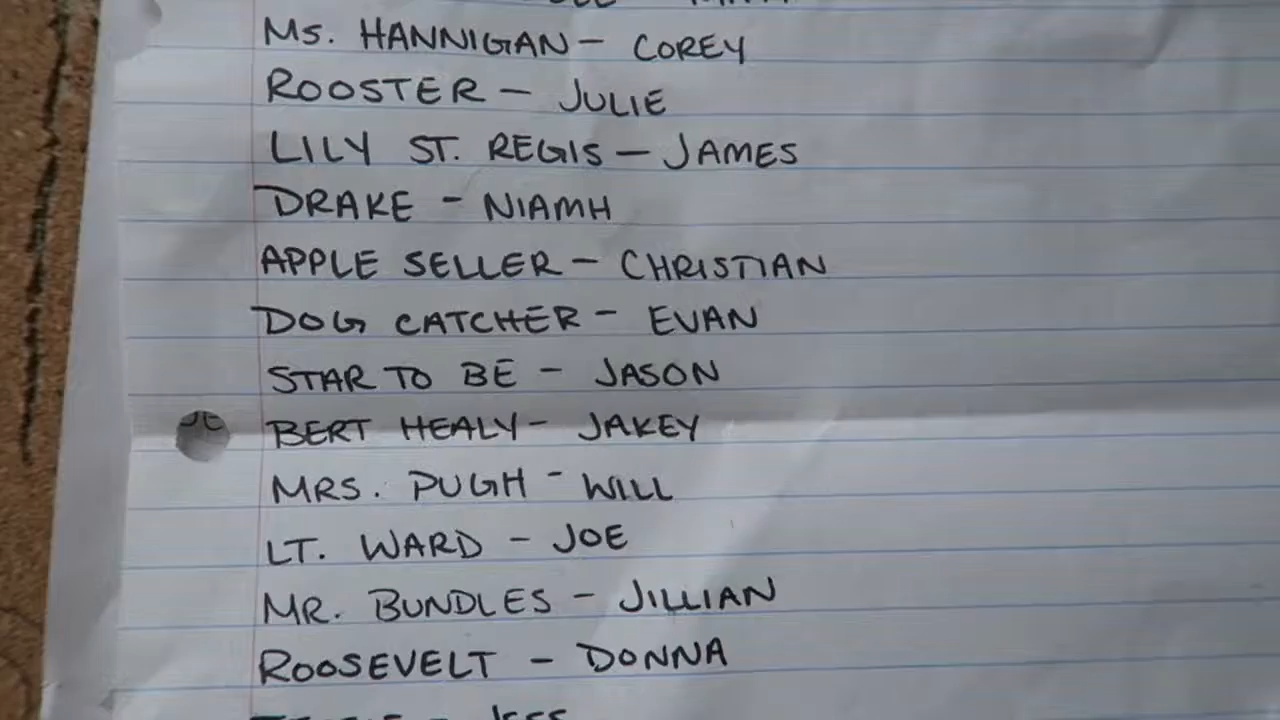 Ms. HANNIGAN - COREY
ROOSTER - JULIE
LILY ST. REGIS - JAMES
DRAKE - NIAMH
APPLE SELLER - CHRISTIAN
DOG CATCHER - EVAN
STAR TO BE - JASON
BERT HEALY - JAKEY
MRS. PUGH - WILL
LT. WARD - JOE
MR. BUNDLES - JILLIAN
ROOSEVELT - DONNA